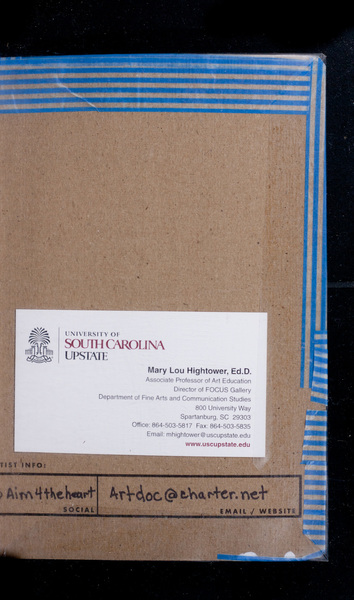 UNIVERSITY OF
SOUTH CAROLINA
UPSTATE
Mary Lou Hightower, Ed.D.
Associate Professor of Art Education
Director of FOCUS Gallery
Department of Fine Arts and Communication Studies
800 University Way
Spartanburg, SC 29303
Office: 864-503-5817 Fax: 864-503-5835
Email: mhightower@uscupstate.edu
www.uscupstate.edu
TIST INFO:
Aim4theheart Artdoc@charter.net
SOCIAL EMAIL / WEBSITE